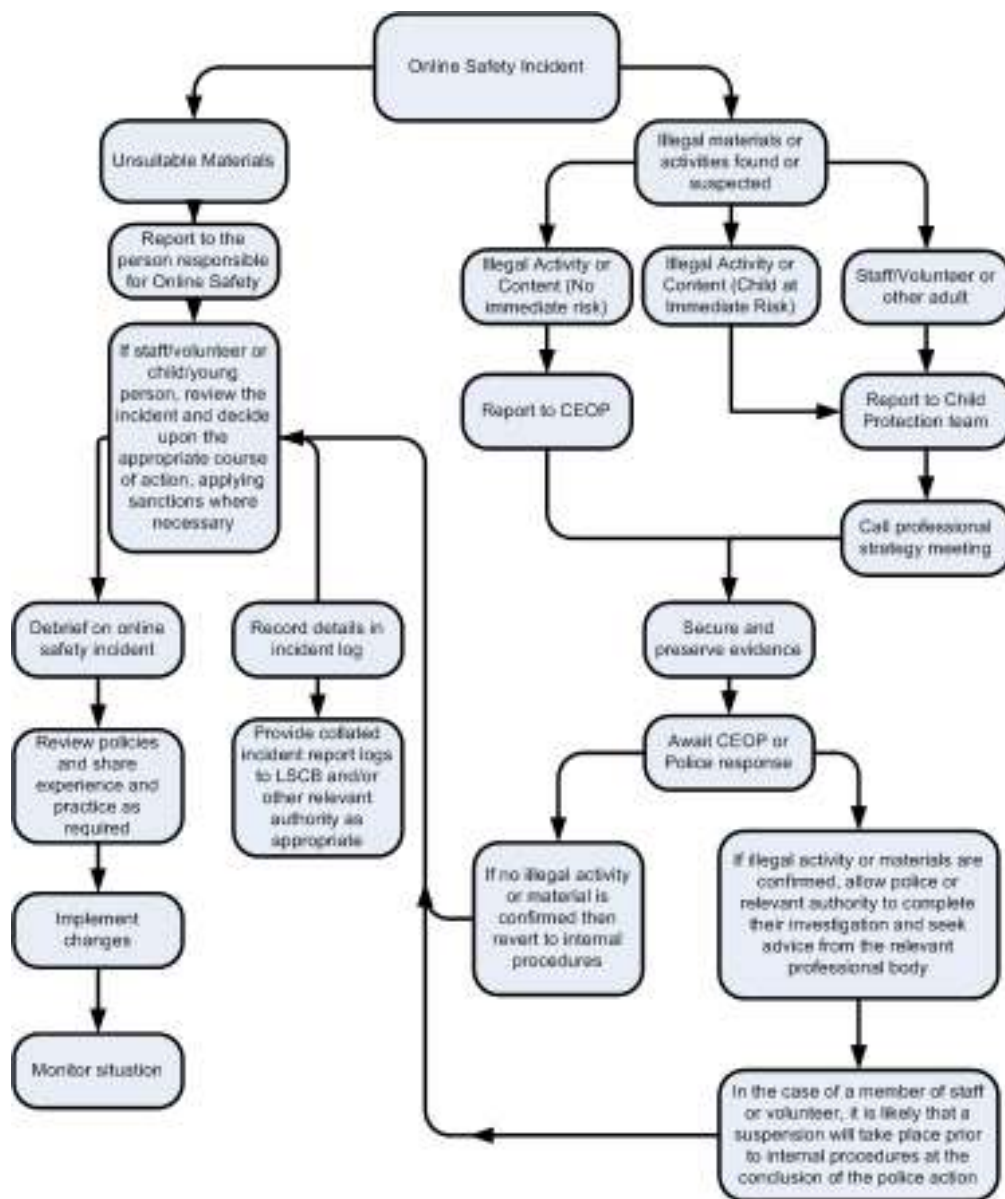 Online Safety Incident
Unsuitable Materials
Illegal materials or
activities found or
suspected
Report to the
person responsible
for Online Safety
Illegal Activity or
Content (No
immediate risk)
Illegal Activity or
Content (Child at
Immediate Risk)
Staff/Volunteer or
other adult
If staff/volunteer or
child/young
person, review the
incident and decide
upon the
appropriate course
of action, applying
sanctions where
necessary
Report to CEOP
Report to Child
Protection team
Call professional
strategy meeting
Debrief on online
safety incident
Record details in
incident log
Secure and
preserve evidence
Review policies
and share
experience and
practice as
required
Provide collated
incident report logs
to LSCB and/or
other relevant
authority as
appropriate
Await CEOP or
Police response
If no illegal activity
or material is
confirmed then
revert to internal
procedures
If illegal activity or materials are
confirmed, allow police or
relevant authority to complete
their investigation and seek
advice from the relevant
professional body
Implement
changes
Monitor situation
In the case of a member of staff
or volunteer, it is likely that a
suspension will take place prior
to internal procedures at the
conclusion of the police action